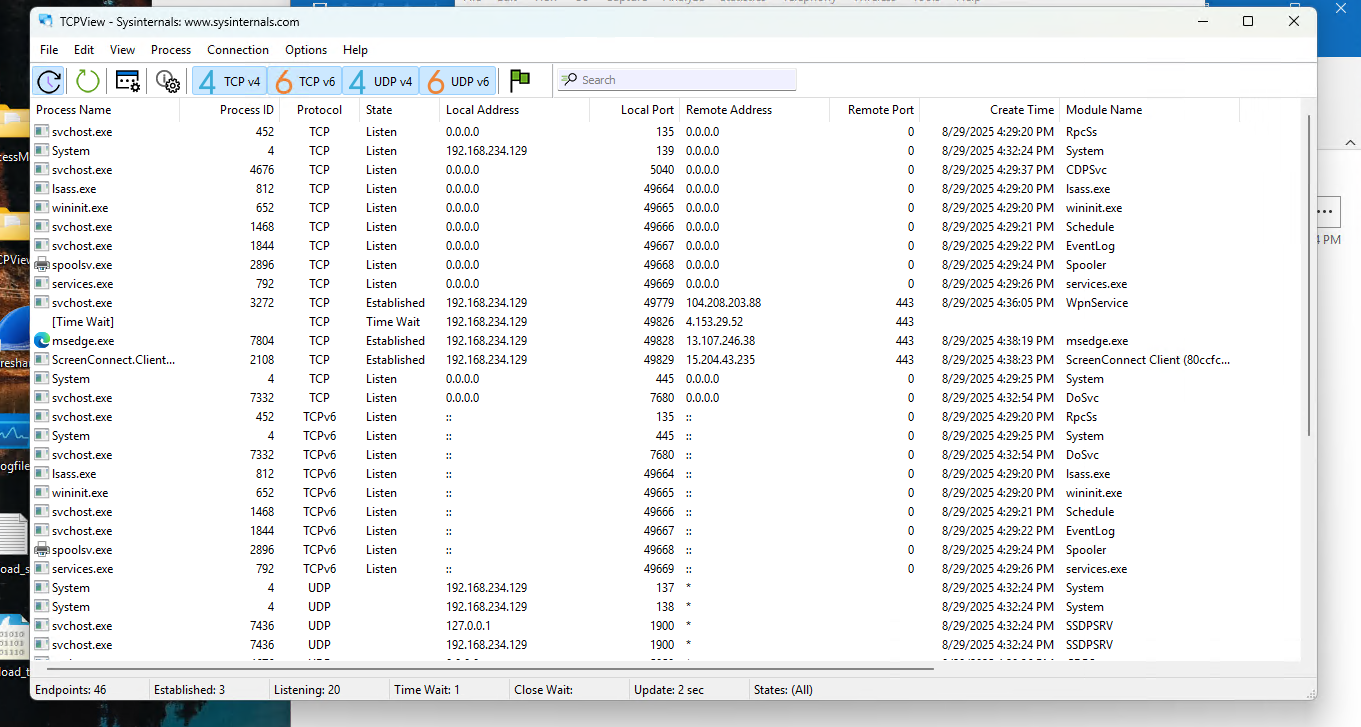 File Edit View Go Capture Analyze Statistics Telephony Wireless Tools Help
TCPView - Sysinternals: www.sysinternals.com
File Edit View Process Connection Options Help
4 TCP v4 6 TCP v6 4 UDP v4 6 UDP v6 Search
Process Name Process ID Protocol State Local Address Local Port Remote Address Remote Port Create Time Module Name
svchost.exe 452 TCP Listen 0.0.0.0 135 0.0.0.0 0 8/29/2025 4:29:20 PM RpcSs
System 4 TCP Listen 192.168.234.129 139 0.0.0.0 0 8/29/2025 4:32:24 PM System
svchost.exe 4676 TCP Listen 0.0.0.0 5040 0.0.0.0 0 8/29/2025 4:29:37 PM CDPSvc
lsass.exe 812 TCP Listen 0.0.0.0 49664 0.0.0.0 0 8/29/2025 4:29:20 PM lsass.exe
wininit.exe 652 TCP Listen 0.0.0.0 49665 0.0.0.0 0 8/29/2025 4:29:20 PM wininit.exe
svchost.exe 1468 TCP Listen 0.0.0.0 49666 0.0.0.0 0 8/29/2025 4:29:21 PM Schedule
svchost.exe 1844 TCP Listen 0.0.0.0 49667 0.0.0.0 0 8/29/2025 4:29:22 PM EventLog
spoolsv.exe 2896 TCP Listen 0.0.0.0 49668 0.0.0.0 0 8/29/2025 4:29:24 PM Spooler
services.exe 792 TCP Listen 0.0.0.0 49669 0.0.0.0 0 8/29/2025 4:29:26 PM services.exe
svchost.exe 3272 TCP Established 192.168.234.129 49779 104.208.203.88 443 8/29/2025 4:36:05 PM WpnService
[Time Wait] TCP Time Wait 192.168.234.129 49826 4.153.29.52 443
msedge.exe 7804 TCP Established 192.168.234.129 49828 13.107.246.38 443 8/29/2025 4:38:19 PM msedge.exe
ScreenConnect.Client... 2108 TCP Established 192.168.234.129 49829 15.204.43.235 443 8/29/2025 4:38:23 PM ScreenConnect Client (80ccfc...
System 4 TCP Listen 0.0.0.0 445 0.0.0.0 0 8/29/2025 4:29:25 PM System
svchost.exe 7332 TCP Listen 0.0.0.0 7680 0.0.0.0 0 8/29/2025 4:32:54 PM DoSvc
svchost.exe 452 TCPv6 Listen :: 135 :: 0 8/29/2025 4:29:20 PM RpcSs
System 4 TCPv6 Listen :: 445 :: 0 8/29/2025 4:29:25 PM System
svchost.exe 7332 TCPv6 Listen :: 7680 :: 0 8/29/2025 4:32:54 PM DoSvc
lsass.exe 812 TCPv6 Listen :: 49664 :: 0 8/29/2025 4:29:20 PM lsass.exe
wininit.exe 652 TCPv6 Listen :: 49665 :: 0 8/29/2025 4:29:20 PM wininit.exe
svchost.exe 1468 TCPv6 Listen :: 49666 :: 0 8/29/2025 4:29:21 PM Schedule
svchost.exe 1844 TCPv6 Listen :: 49667 :: 0 8/29/2025 4:29:22 PM EventLog
spoolsv.exe 2896 TCPv6 Listen :: 49668 :: 0 8/29/2025 4:29:24 PM Spooler
services.exe 792 TCPv6 Listen :: 49669 :: 0 8/29/2025 4:29:26 PM services.exe
System 4 UDP 192.168.234.129 137 * 8/29/2025 4:32:24 PM System
System 4 UDP 192.168.234.129 138 * 8/29/2025 4:32:24 PM System
svchost.exe 7436 UDP 127.0.0.1 1900 * 8/29/2025 4:32:24 PM SSDPSRV
svchost.exe 7436 UDP 192.168.234.129 1900 * 8/29/2025 4:32:24 PM SSDPSRV
Endpoints: 46 Established: 3 Listening: 20 Time Wait: 1 Close Wait: Update: 2 sec States: (All)